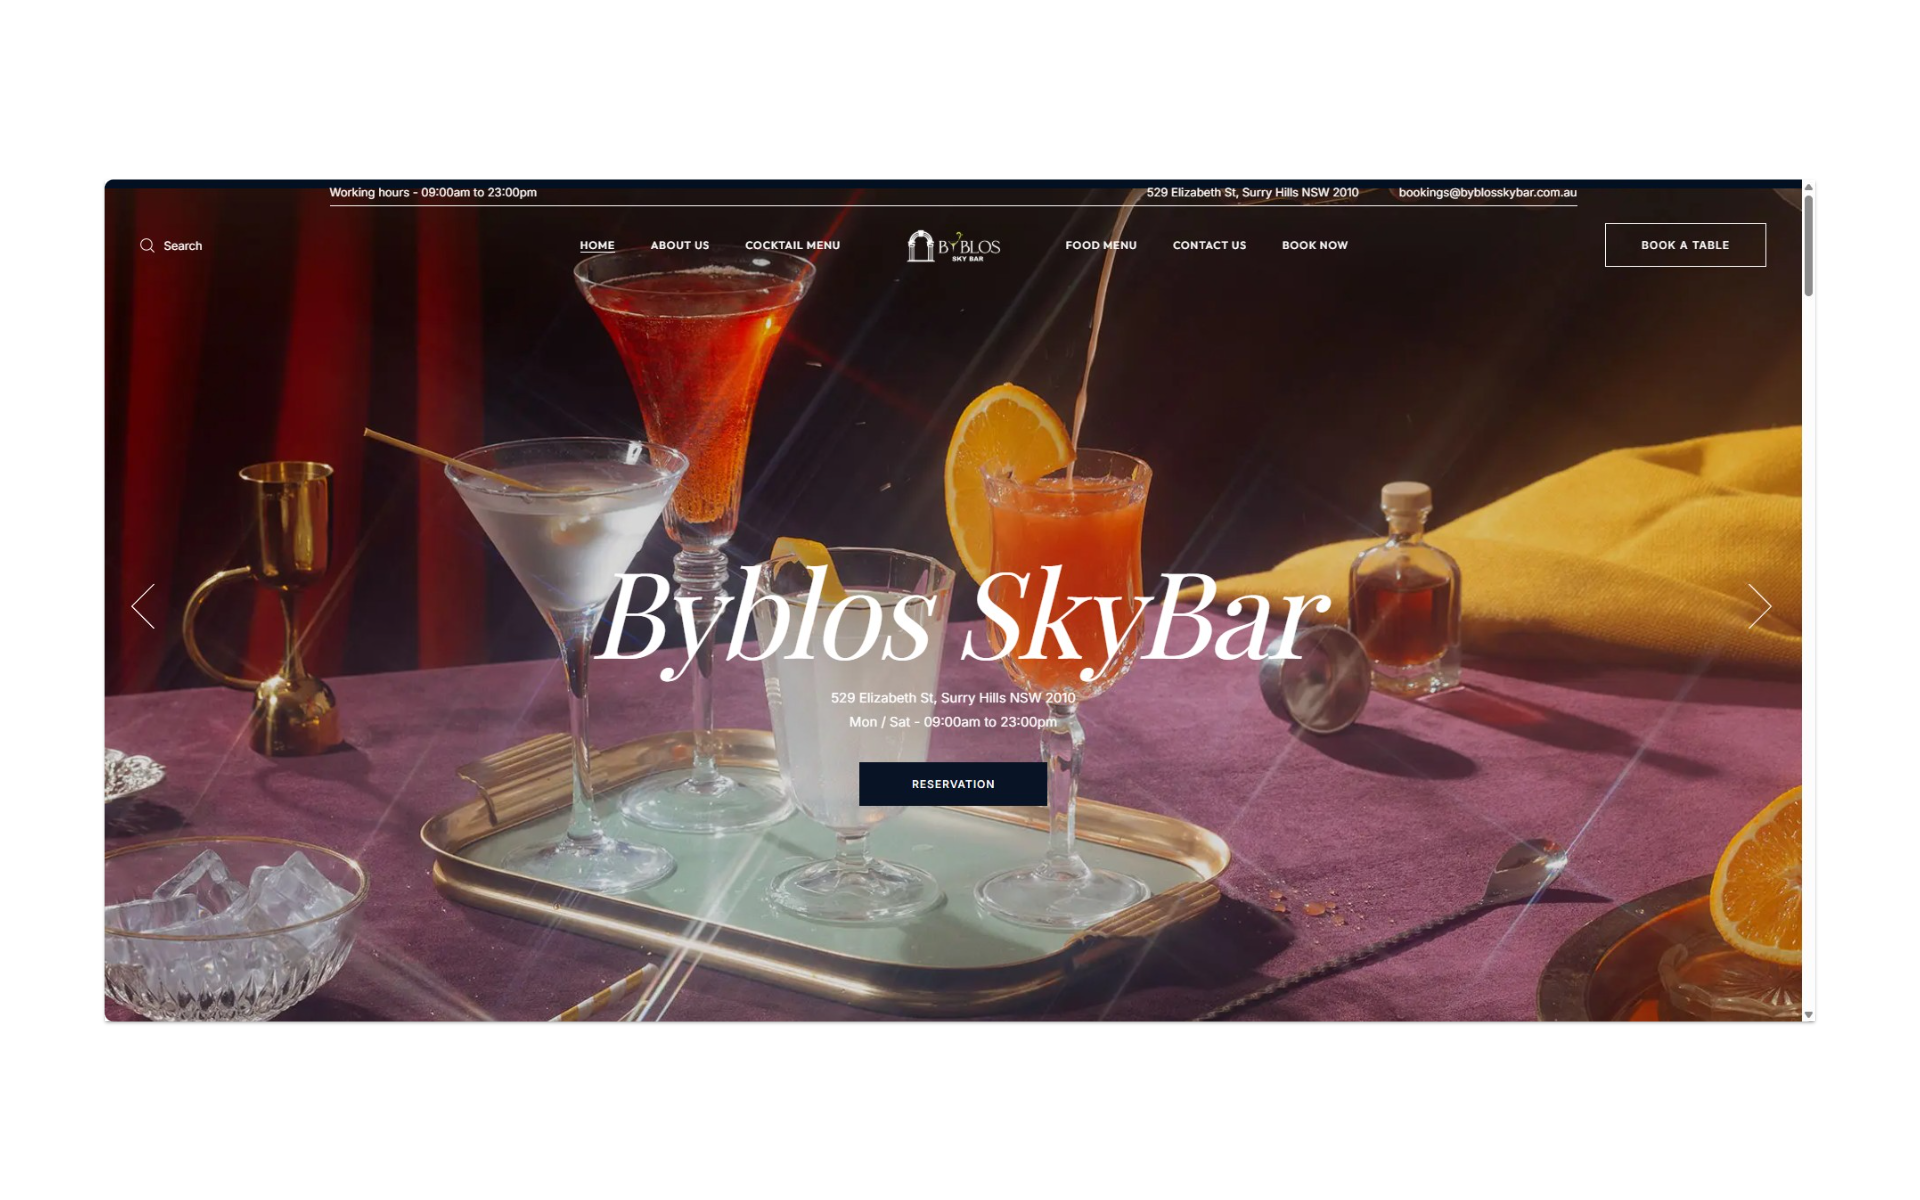 Working hours - 09:00am to 23:00pm
529 Elizabeth St, Surry Hills NSW 2010
bookings@byblosskybar.com.au
Search
HOME
ABOUT US
COCKTAIL MENU
BYBLOS
SKY BAR
FOOD MENU
CONTACT US
BOOK NOW
BOOK A TABLE
Byblos SkyBar
529 Elizabeth St, Surry Hills NSW 2010
Mon / Sat - 09:00am to 23:00pm
RESERVATION